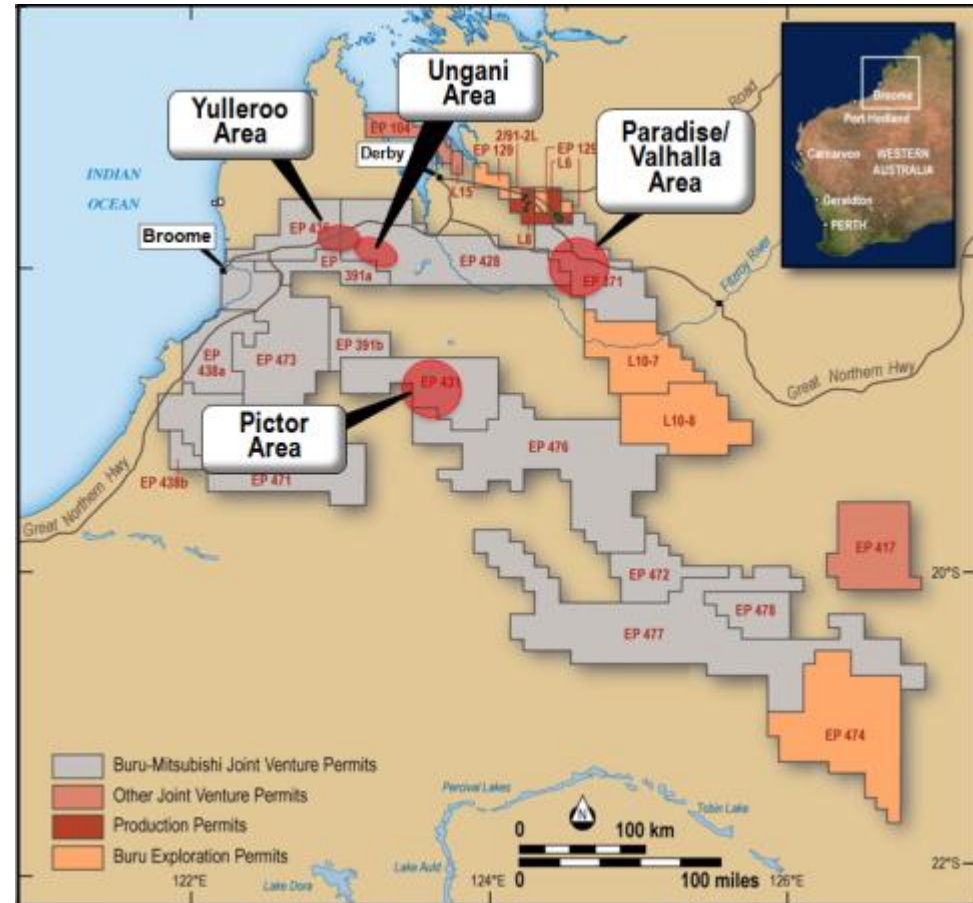 Ungani
Area
Yulleroo
Area
Paradise/
Valhalla
Area
Pictor
Area
EP 104
Derby
2/91-2L
EP 129
EP 129
L6
L15
L8
Road
INDIAN
OCEAN
Broome
EP
391a
EP 428
EP 371
Fitzroy River
EP
438a
EP 473
EP 391b
EP 431
L10-7
L10-8
Great Northern Hwy
EP 476
EP 438b
EP 471
Great Northern Hwy
EP 417
20°S
EP 472
EP 478
EP 477
EP 474
Broome
Port Hedland
Carnarvon
WESTERN
AUSTRALIA
Geraldton
PERTH
Buru-Mitsubishi Joint Venture Permits
Other Joint Venture Permits
Production Permits
Buru Exploration Permits
Percival Lakes
Tobin Lake
Lake Auld
Lake Dora
N
0 100 km
0 100 miles
122°E
124°E
126°E
22°S